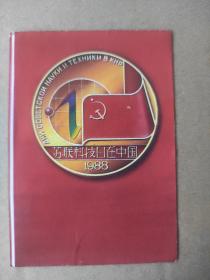 ДНИ СОВЕТСКОЙ НАУКИ И ТЕХНИКИ В КНР
苏联科技日在中国
1988